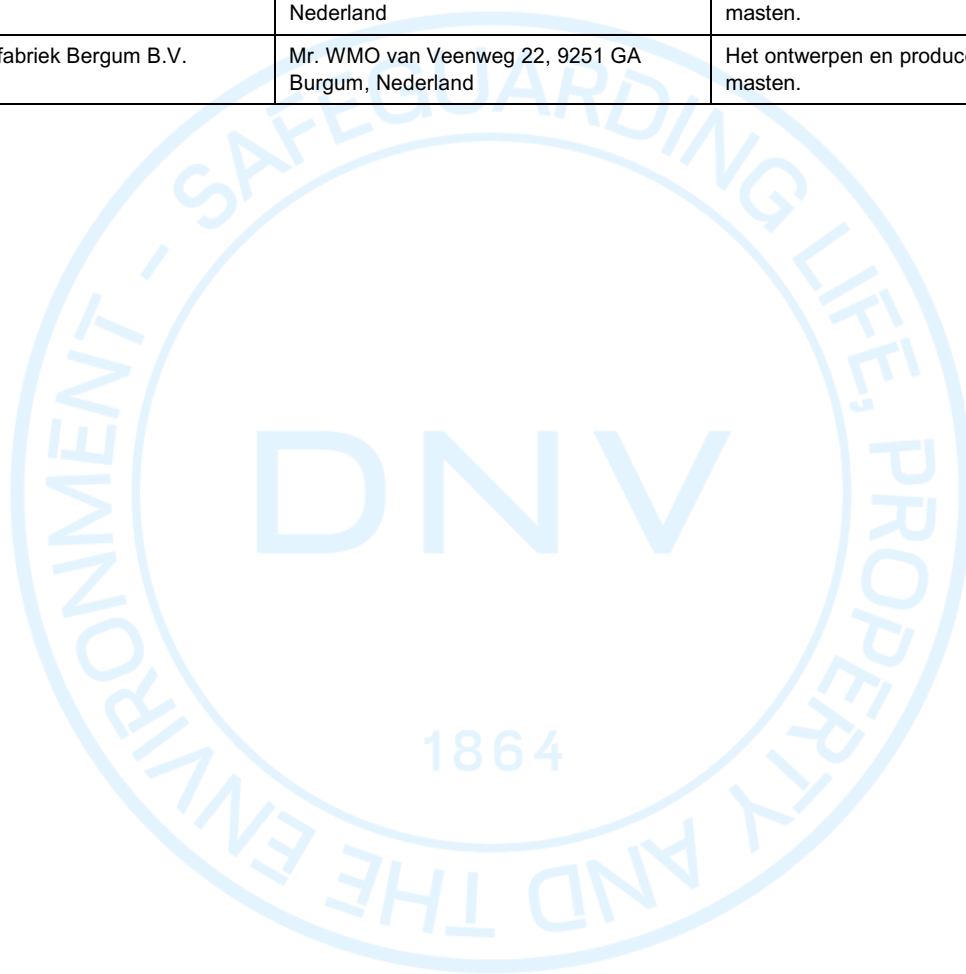 Nederland
masten.
fabriek Bergum B.V.
Mr. WMO van Veenweg 22, 9251 GA
Burgum, Nederland
Het ontwerpen en produc
masten.
SAFEGUARDING LIFE, PROPERTY AND THE ENVIRONMENT -
DNV
1864